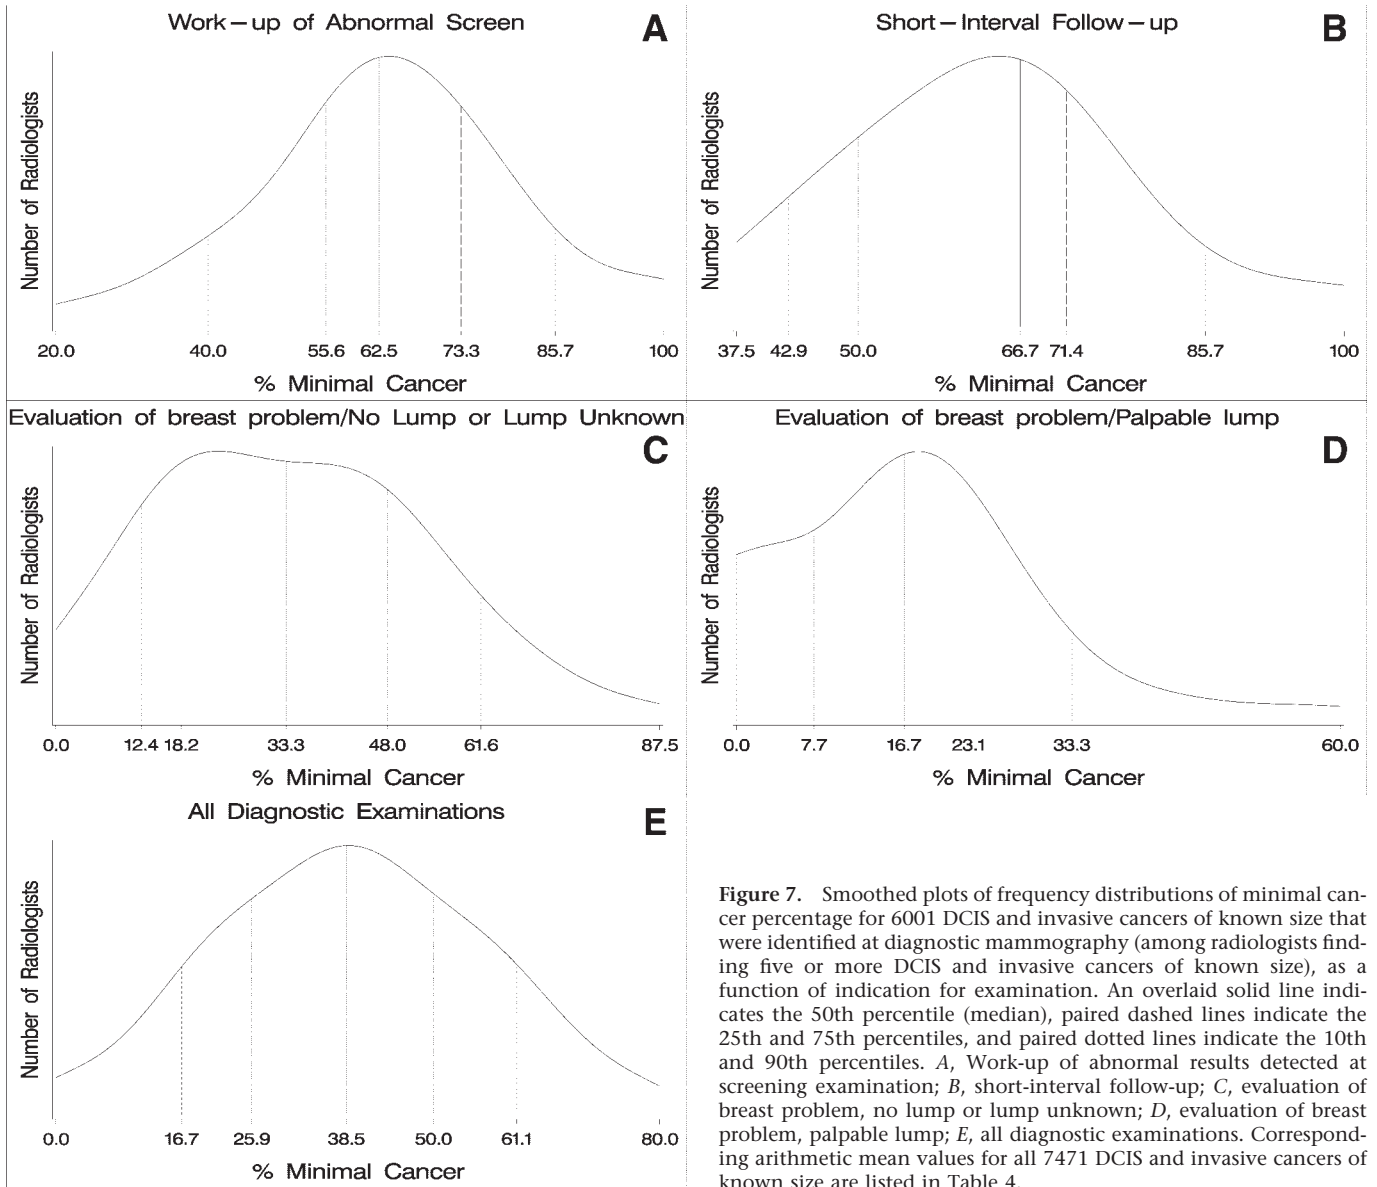 Work–up of Abnormal Screen
A
Number of Radiologists
20.0 40.0 55.6 62.5 73.3 85.7 100
% Minimal Cancer
Short–Interval Follow–up
B
Number of Radiologists
37.5 42.9 50.0 66.7 71.4 85.7 100
% Minimal Cancer
Evaluation of breast problem/No Lump or Lump Unknown
C
Number of Radiologists
0.0 12.4 18.2 33.3 48.0 61.6 87.5
% Minimal Cancer
Evaluation of breast problem/Palpable lump
D
Number of Radiologists
0.0 7.7 16.7 23.1 33.3 60.0
% Minimal Cancer
All Diagnostic Examinations
E
Number of Radiologists
0.0 16.7 25.9 38.5 50.0 61.1 80.0
% Minimal Cancer
Figure 7. Smoothed plots of frequency distributions of minimal can-
cer percentage for 6001 DCIS and invasive cancers of known size that
were identified at diagnostic mammography (among radiologists find-
ing five or more DCIS and invasive cancers of known size), as a
function of indication for examination. An overlaid solid line indi-
cates the 50th percentile (median), paired dashed lines indicate the
25th and 75th percentiles, and paired dotted lines indicate the 10th
and 90th percentiles. A, Work-up of abnormal results detected at
screening examination; B, short-interval follow-up; C, evaluation of
breast problem, no lump or lump unknown; D, evaluation of breast
problem, palpable lump; E, all diagnostic examinations. Correspond-
ing arithmetic mean values for all 7471 DCIS and invasive cancers of
known size are listed in Table 4.